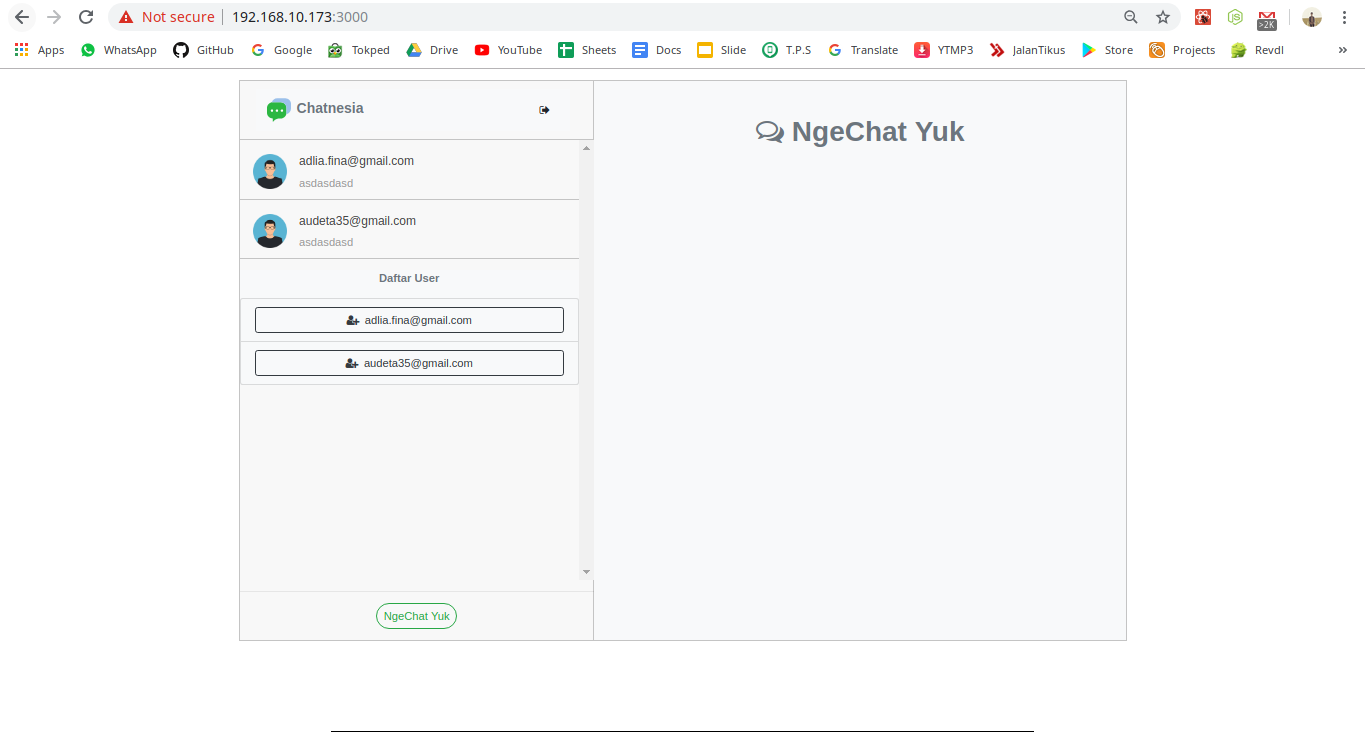 Not secure | 192.168.10.173:3000
>2K
Apps WhatsApp GitHub Google Tokped Drive YouTube Sheets Docs Slide T.P.S Translate YTMP3 JalanTikus Store Projects Revdl »
Chatnesia
NgeChat Yuk
adlia.fina@gmail.com
asdasdasd
audeta35@gmail.com
asdasdasd
Daftar User
adlia.fina@gmail.com
audeta35@gmail.com
NgeChat Yuk